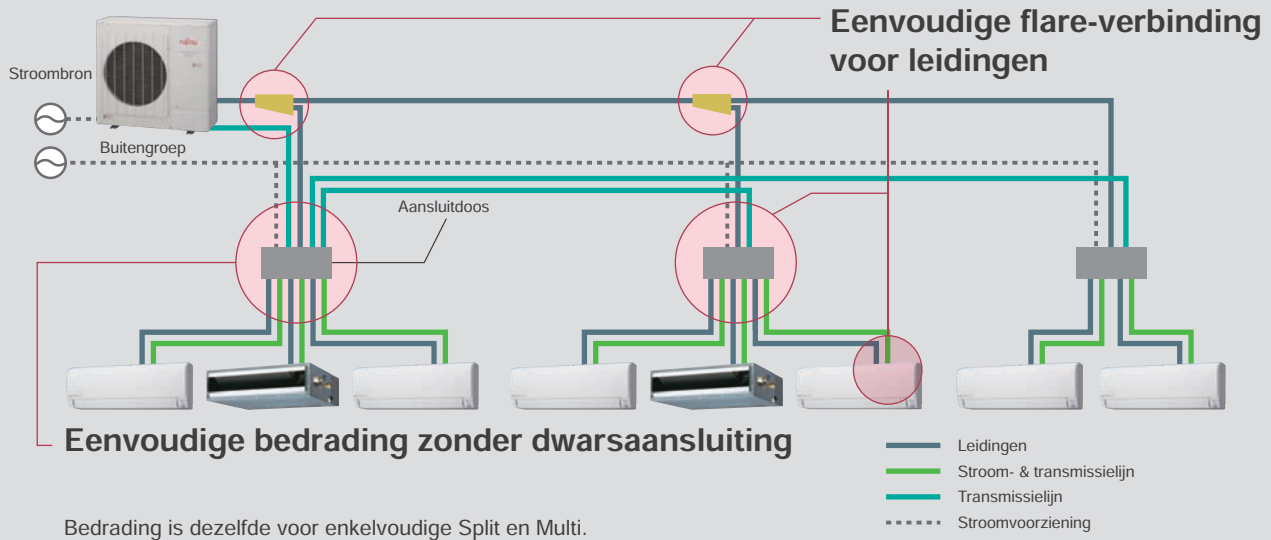 Eenvoudige flare-verbinding
voor leidingen
FUJITSU
Stroombron
Buitengroep
Aansluitdoos
Eenvoudige bedrading zonder dwarsaansluiting
Leidingen
Stroom- & transmissielijn
Transmissielijn
Stroomvoorziening
Bedrading is dezelfde voor enkelvoudige Split en Multi.